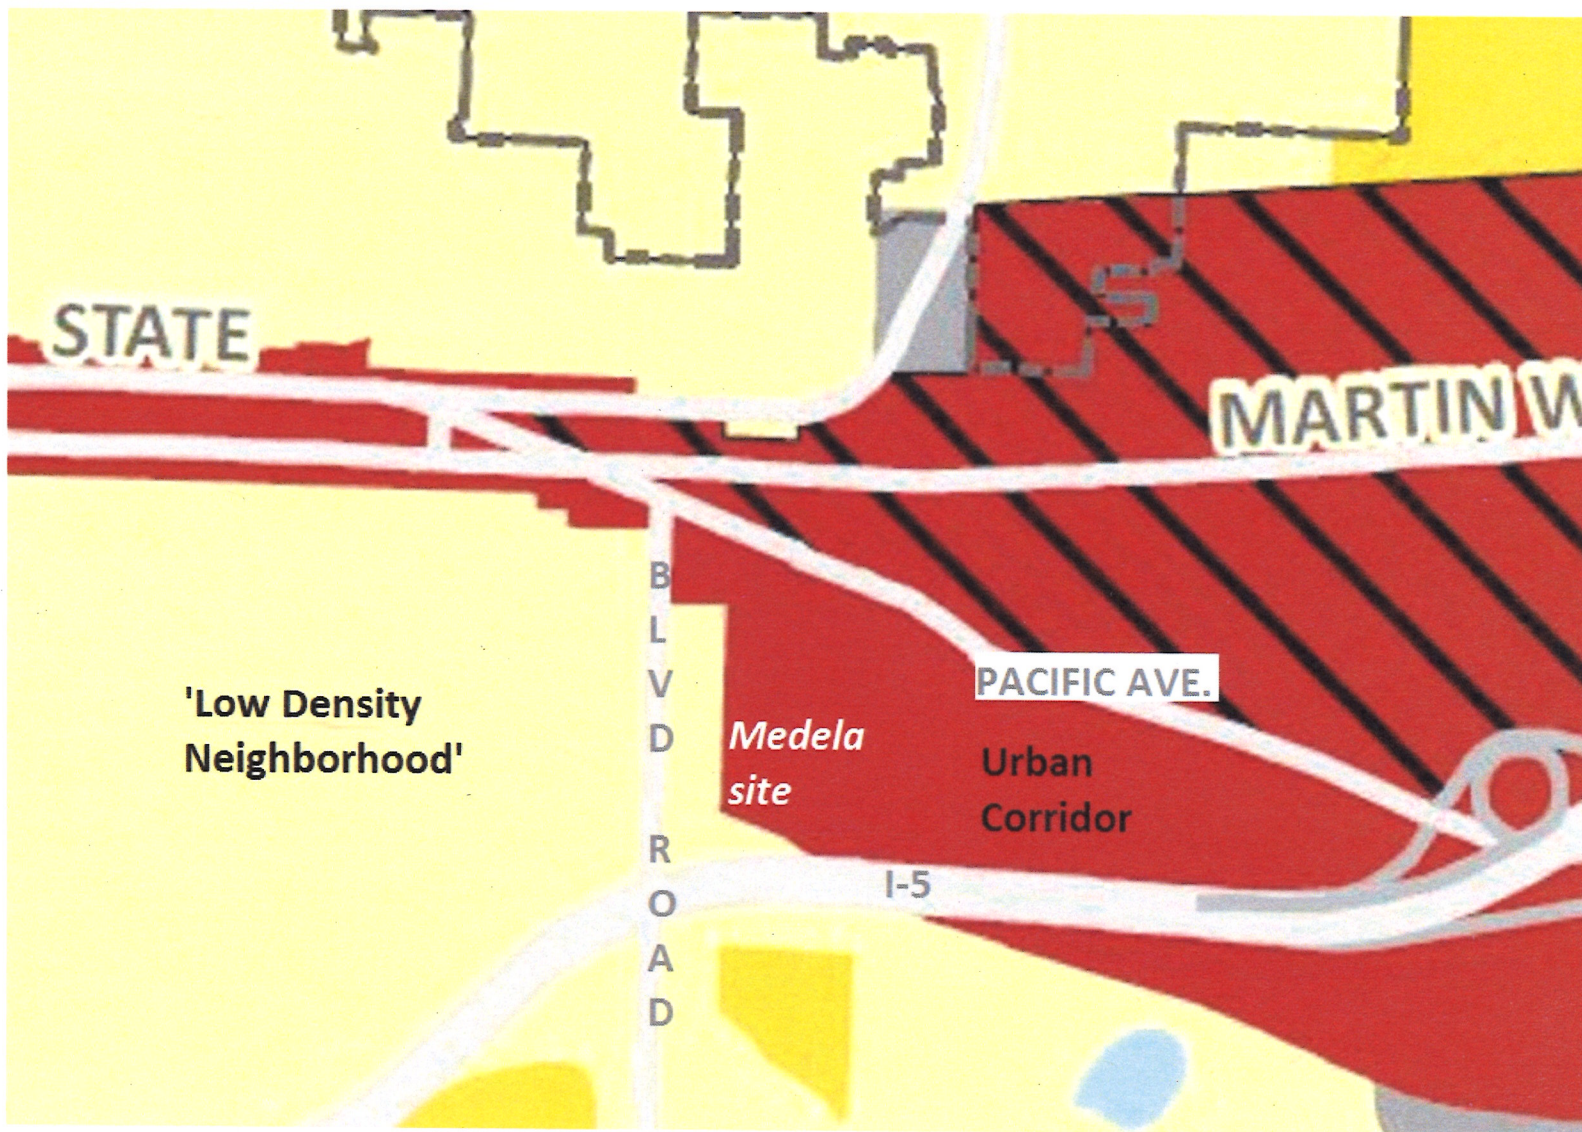 STATE
MARTIN W
B
L
V
D
R
O
A
D
PACIFIC AVE.
'Low Density
Neighborhood'
Medela
site
Urban
Corridor
I-5